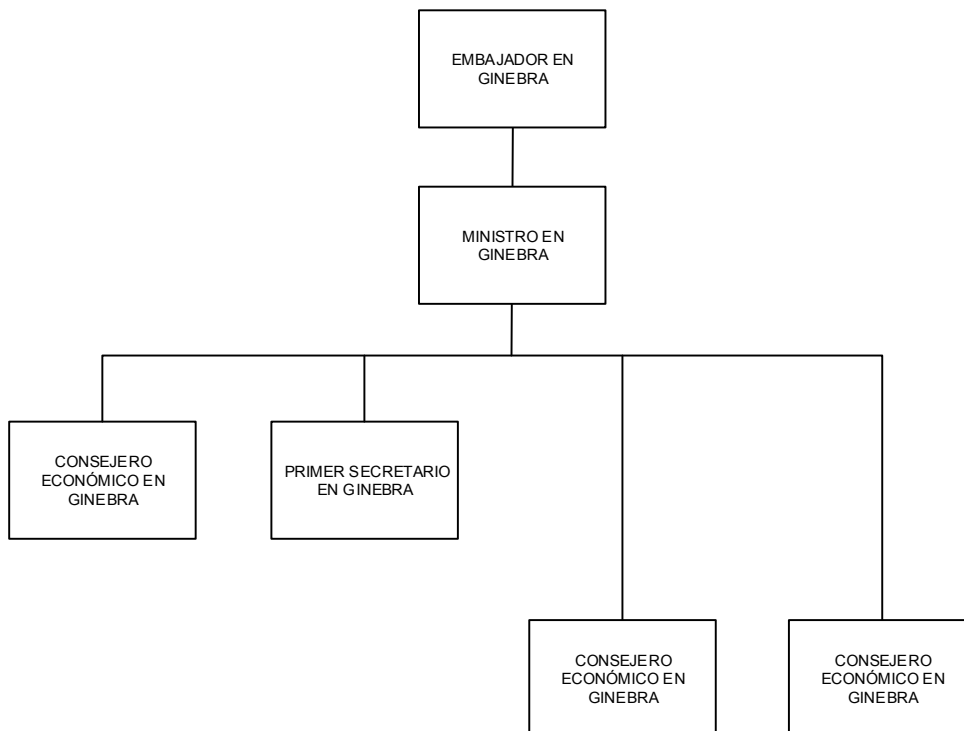 EMBAJADOR EN
GINEBRA
MINISTRO EN
GINEBRA
CONSEJERO
ECONÓMICO EN
GINEBRA
PRIMER SECRETARIO
EN GINEBRA
CONSEJERO
ECONÓMICO EN
GINEBRA
CONSEJERO
ECONÓMICO EN
GINEBRA